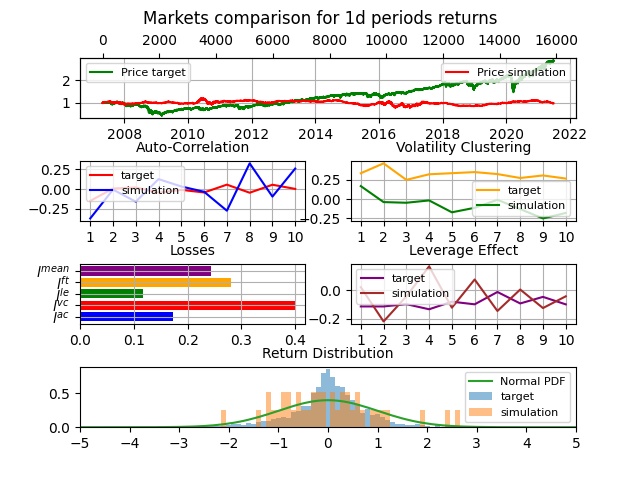 Markets comparison for 1d periods returns
0 2000 4000 6000 8000 10000 12000 14000 16000
Price target
Price simulation
2
1
2008 2010 2012 2014 2016 2018 2020 2022
Auto-Correlation
Volatility Clustering
0.25
0.00
−0.25
target
simulation
1 2 3 4 5 6 7 8 9 10
0.25
0.00
−0.25
target
simulation
1 2 3 4 5 6 7 8 9 10
Losses
Leverage Effect
l^mean
l^ft
l^le
l^vc
l^ac
0.0 0.1 0.2 0.3 0.4
0.0
−0.2
target
simulation
1 2 3 4 5 6 7 8 9 10
Return Distribution
0.5
0.0
Normal PDF
target
simulation
−5 −4 −3 −2 −1 0 1 2 3 4 5